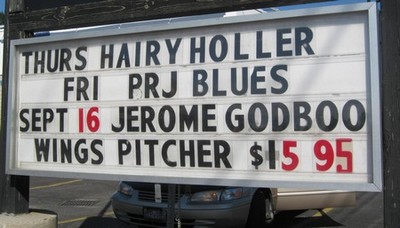 THURS HAIRY HOLLER
FRI PRJ BLUES
SEPT 16 JEROME GODBOO
WINGS PITCHER $15 95